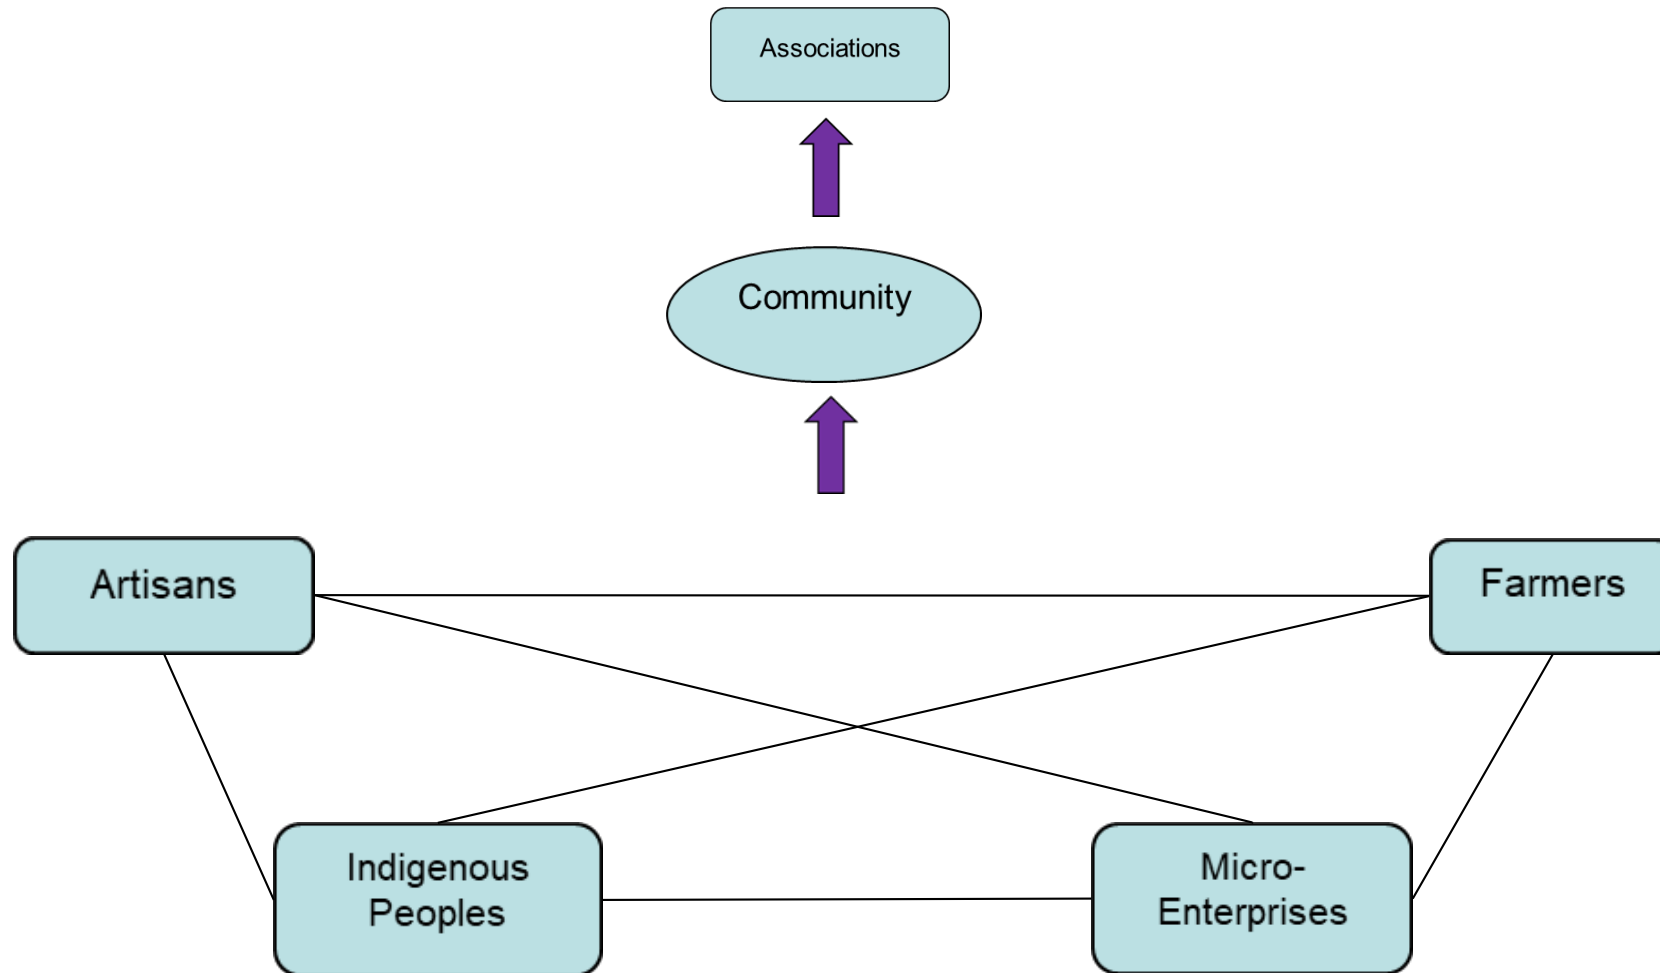 Associations
Community
Artisans
Farmers
Indigenous
Peoples
Micro-
Enterprises